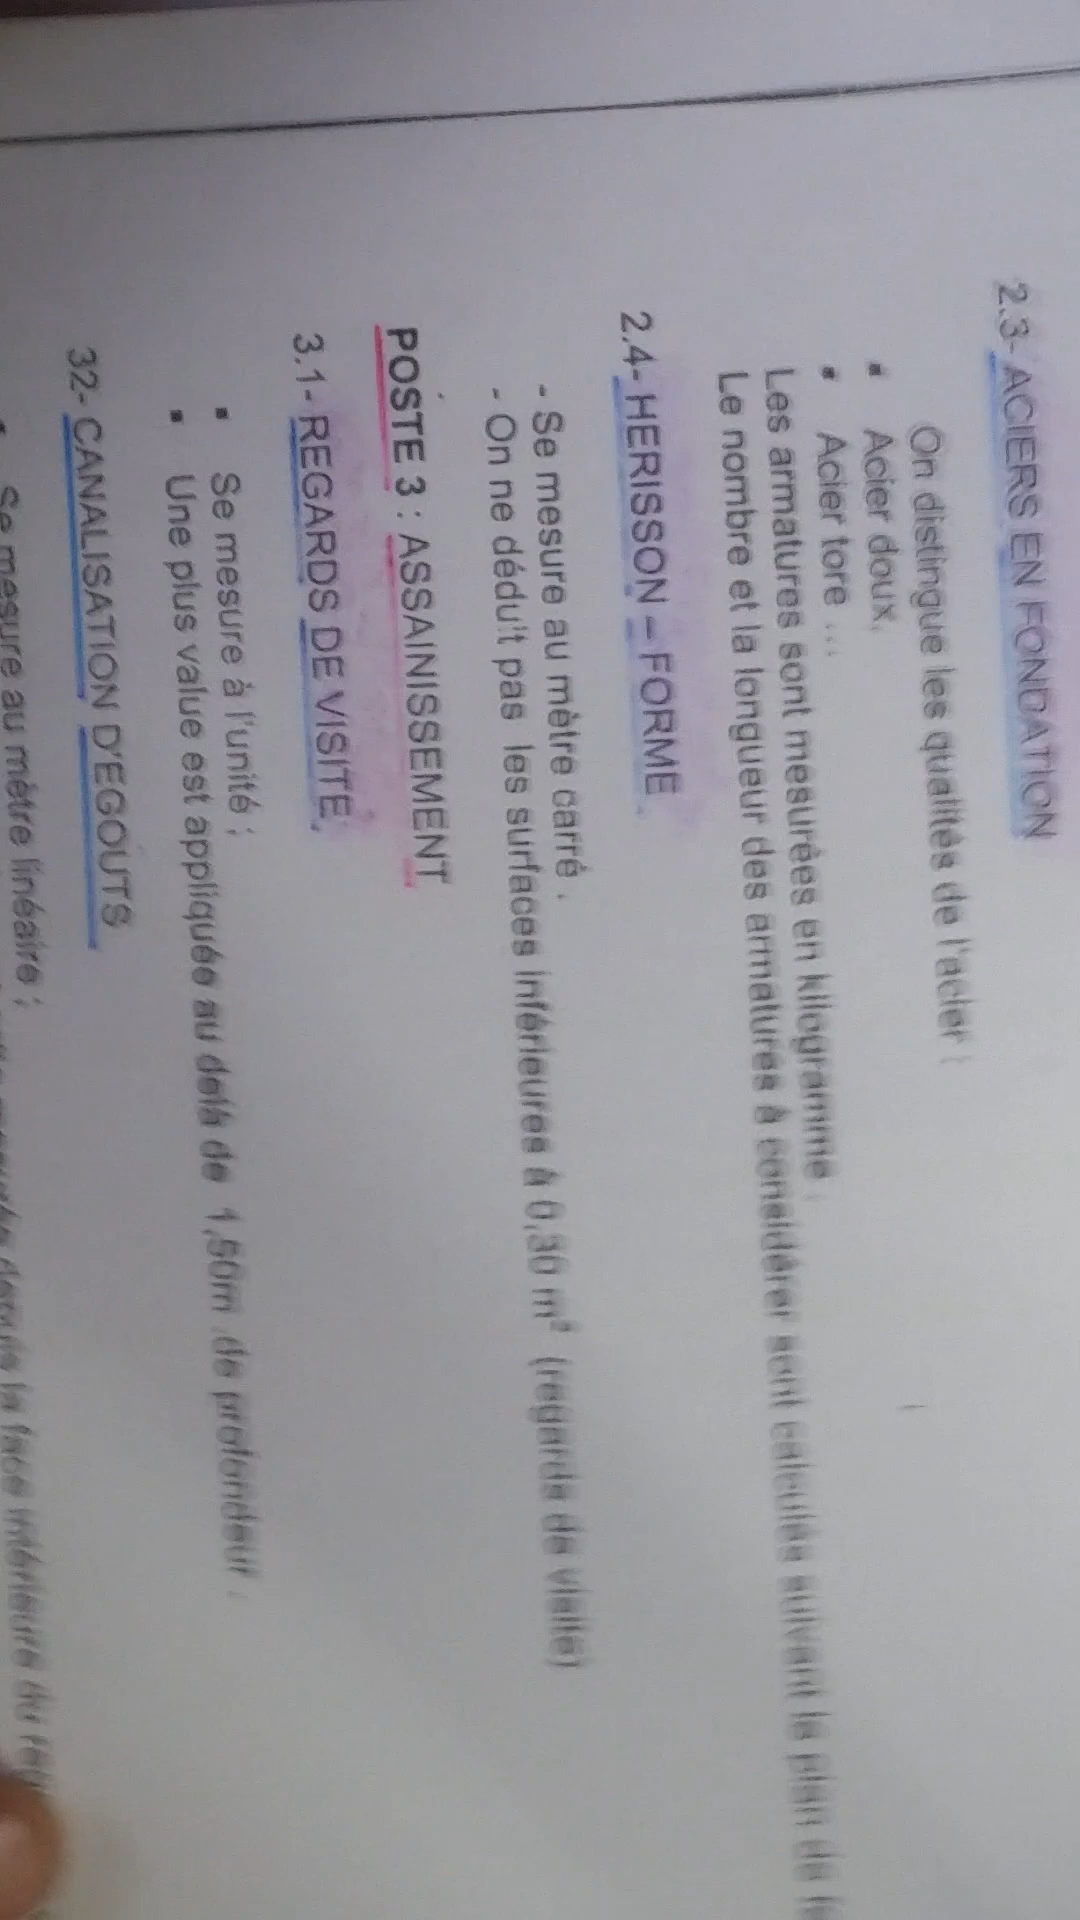 2.3- ACIERS EN FONDATION
On distingue les qualités de l'acier :
▪ Acier doux.
▪ Acier tore ...
Les armatures sont mesurées en kilogramme.
Le nombre et la longueur des armatures à considérer sont calculés suivant le plan de
2.4- HERISSON – FORME.
- Se mesure au mètre carré.
- On ne déduit pas les surfaces inférieures à 0,30 m² (regards de visite)
POSTE 3 : ASSAINISSEMENT
3.1- REGARDS DE VISITE.
▪ Se mesure à l'unité ;
▪ Une plus value est appliquée au delà de 1,50m de profondeur.
32- CANALISATION D'EGOUTS
Se mesure au mètre linéaire ;
la face intérieure du